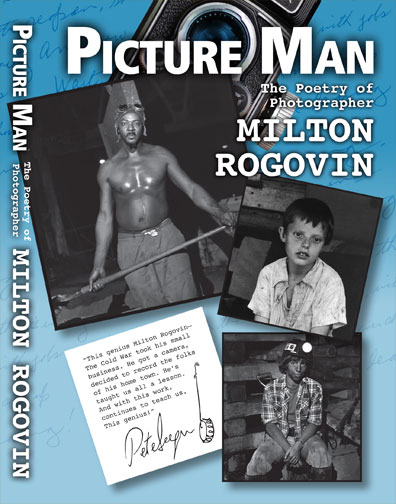 PICTURE MAN
The Poetry of
Photographer
MILTON
ROGOVIN
PICTURE MAN
The Poetry of
Photographer
MILTON ROGOVIN
"This genius Milton Rogovin—
The Cold War took his small
business. He got a camera,
decided to record the folks
of his home town. He's
taught us all a lesson.
And with this work,
continues to teach us.
This genius!"
Pete Seeger
with jobs